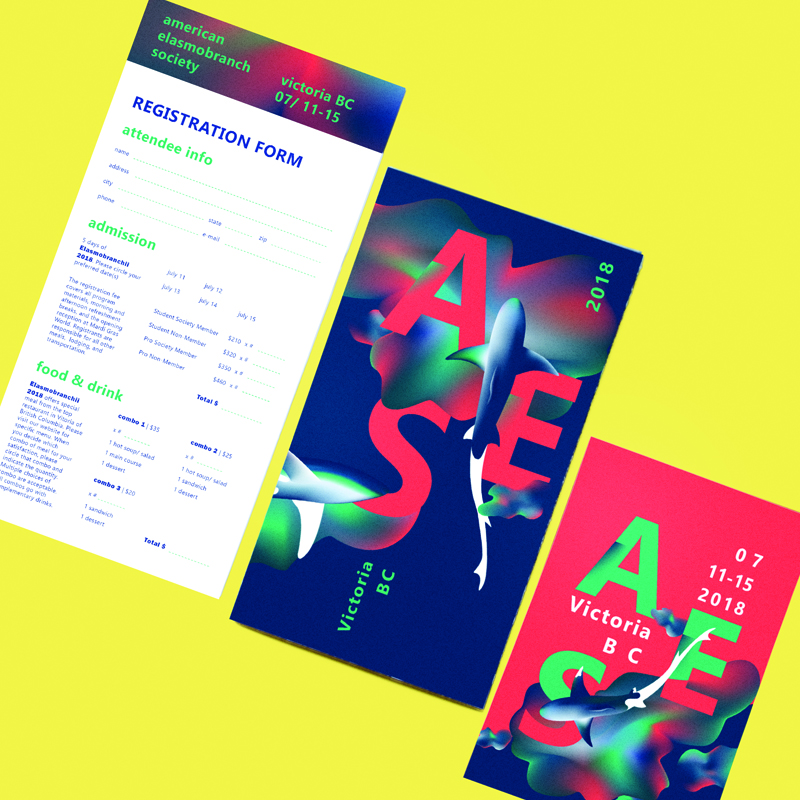 american
elasmobranch
society
victoria BC
07/ 11-15
REGISTRATION FORM
attendee info
name
address
city
state
zip
phone
e-mail
admission
5 days of
Elasmobranchii
2018. Please circle your
preferred date(s)
July 11
July 12
July 13
July 14
July 15
The registration fee
covers all program
materials, morning and
afternoon refreshment
breaks, and the opening
reception at Mardi Gras
World. Registrants are
responsible for all other
meals, lodging, and
transportation.
Student Society Member $210 x #
Student Non Member $320 x #
Pro Society Member $350 x #
Pro Non-Member $460 x #
Total $
food & drink
Elasmobranchii
2018 offers special
meal from the top
restaurant in Vitoria of
British Columbia. Please
visit our website for
specific menu. When
you decide which
combo of meal for your
satisfaction, please
circle that combo and
indicate the quantity.
Multiple choices of
combo are acceptable
combos go with
complementary drinks.
combo 1 | $35
x #
1 hot soup/ salad
1 main course
1 dessert
combo 2 | $25
x #
1 hot soup/ salad
1 sandwich
1 dessert
combo 3 | $20
x #
1 sandwich
1 dessert
Total $
A
E
S
2018
Victoria
BC
A
E
S
07
11-15
2018
Victoria
BC